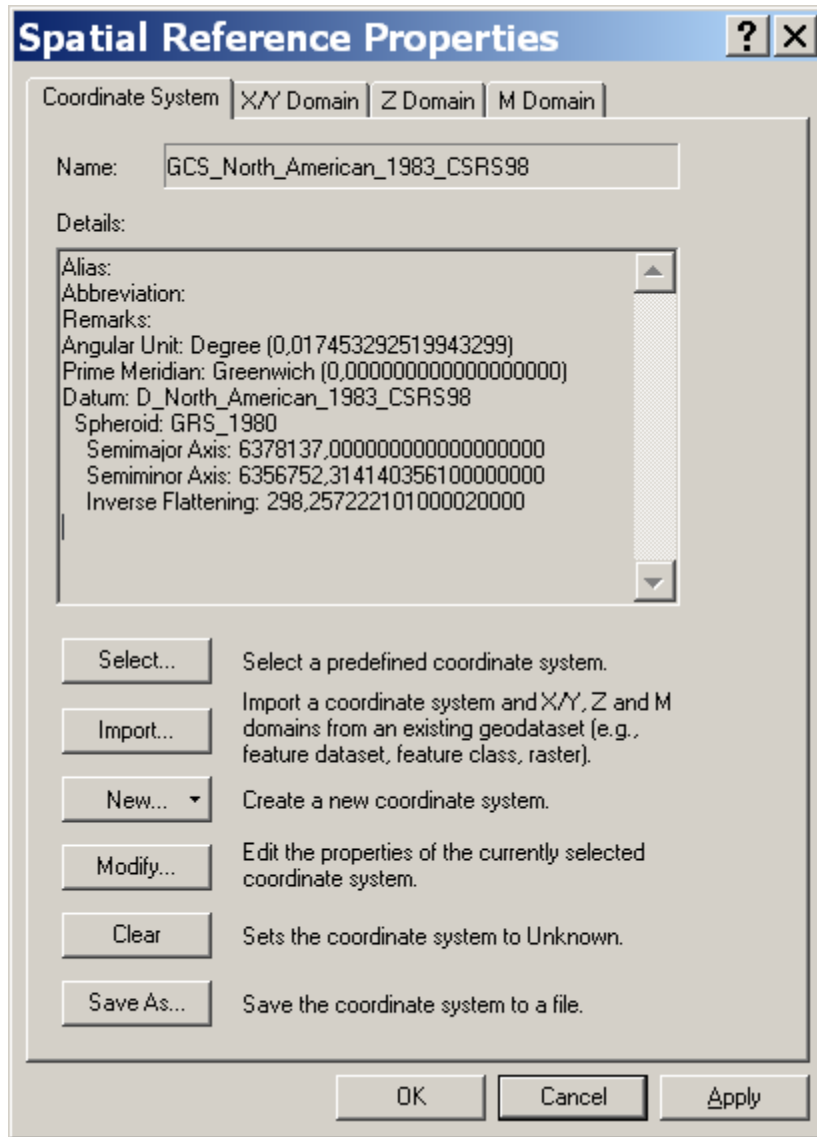 Spatial Reference Properties
Coordinate System X/Y Domain Z Domain M Domain
Name: GCS_North_American_1983_CSRS98
Details:
Alias:
Abbreviation:
Remarks:
Angular Unit: Degree (0,017453292519943299)
Prime Meridian: Greenwich (0,000000000000000000)
Datum: D_North_American_1983_CSRS98
Spheroid: GRS_1980
Semimajor Axis: 6378137,000000000000000000
Semiminor Axis: 6356752,314140356100000000
Inverse Flattening: 298,257222101000020000
Select... Select a predefined coordinate system.
Import... Import a coordinate system and X/Y, Z and M
domains from an existing geodataset (e.g.,
feature dataset, feature class, raster).
New... Create a new coordinate system.
Modify... Edit the properties of the currently selected
coordinate system.
Clear Sets the coordinate system to Unknown.
Save As... Save the coordinate system to a file.
OK Cancel Apply